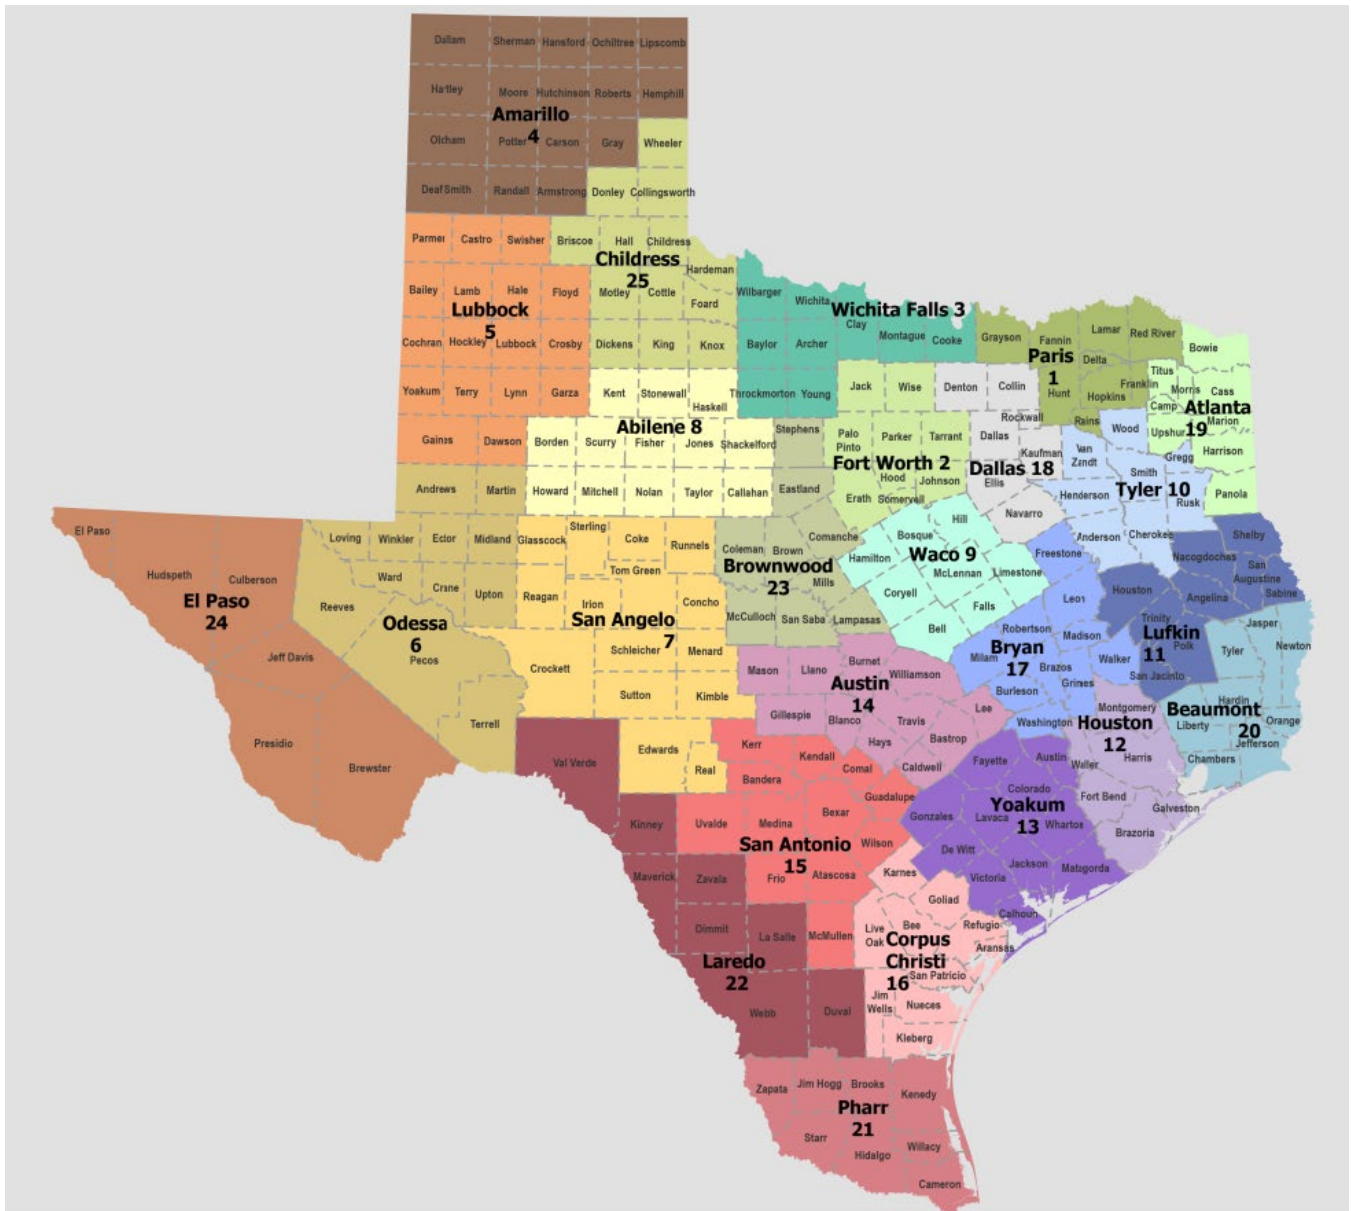 Dallam Sherman Hansford Ochiltree Lipscomb
Hartley Moore Hutchinson Roberts Hemphill
Amarillo
4
Oldham Potter Carson Gray Wheeler
Deaf Smith Randall Armstrong Donley Collingsworth
Parmer Castro Swisher Briscoe Hall Childress
Childress
25
Hardeman
Bailey Lamb Hale Floyd Motley Cottle Foard Wilbarger Wichita
Lubbock
5
Wichita Falls 3
Clay Montague Cooke Grayson Fannin Lamar Red River
Cochran Hockley Lubbock Crosby Dickens King Knox Baylor Archer
Paris
1
Delta Bowie
Yoakum Terry Lynn Garza Kent Stonewall Haskell Throckmorton Young Jack Wise Denton Collin Hunt Hopkins Franklin Titus Morris Cass
Camp
Atlanta
19
Rockwall Rains Wood Upshur Marion
Abilene 8
Gaines Dawson Borden Scurry Fisher Jones Shackelford Stephens Palo
Pinto
Parker Tarrant Dallas Kaufman Van
Zandt
Gregg Harrison
Fort Worth 2
Dallas 18
Smith
Tyler 10
Andrews Martin Howard Mitchell Nolan Taylor Callahan Eastland Erath Hood Somervell Johnson Ellis Henderson Rusk Panola
Navarro
El Paso Loving Winkler Ector Midland Glasscock Sterling Coke Runnels Coleman Brown Comanche Hamilton Bosque Hill Freestone Anderson Cherokee Nacogdoches Shelby
Hudspeth Culberson Ward Crane Upton Reagan Irion Tom Green Concho
Brownwood
23
Mills
Waco 9
McLennan Limestone
San
Augustine
Sabine
El Paso
24
Reeves
Odessa
6
Pecos
San Angelo
7
McCulloch San Saba Lampasas Coryell Falls Bell Leon Houston Angelina
Trinity
Lufkin
11
Polk
San Jacinto
Jasper Newton Tyler
Jeff Davis Crockett Schleicher Menard Mason Llano Burnet Williamson Milam Robertson Madison Walker
Bryan
17
Brazos Grimes Burleson Washington
Sutton Kimble
Austin
14
Gillespie Blanco Travis Lee Hays Bastrop Caldwell
Montgomery
Houston
12
Hardin
Beaumont
20
Liberty Orange Jefferson Chambers
Presidio Brewster Terrell Val Verde Edwards Real Kerr Kendall Bandera Comal Guadalupe
Fayette Austin Waller Harris Colorado Fort Bend Galveston Brazoria
Yoakum
13
Gonzales Lavaca Wharton
Kinney Uvalde Medina Bexar Wilson
San Antonio
15
De Witt Jackson Matagorda Victoria
Maverick Zavala Frio Atascosa Karnes Goliad Calhoun
Dimmit La Salle McMullen Live
Oak
Bee Refugio Aransas
Laredo
22
Corpus
Christi
16
San Patricio
Webb Duval Jim
Wells
Nueces Kleberg
Zapata Jim Hogg Brooks Kenedy
Pharr
21
Starr Hidalgo Willacy Cameron